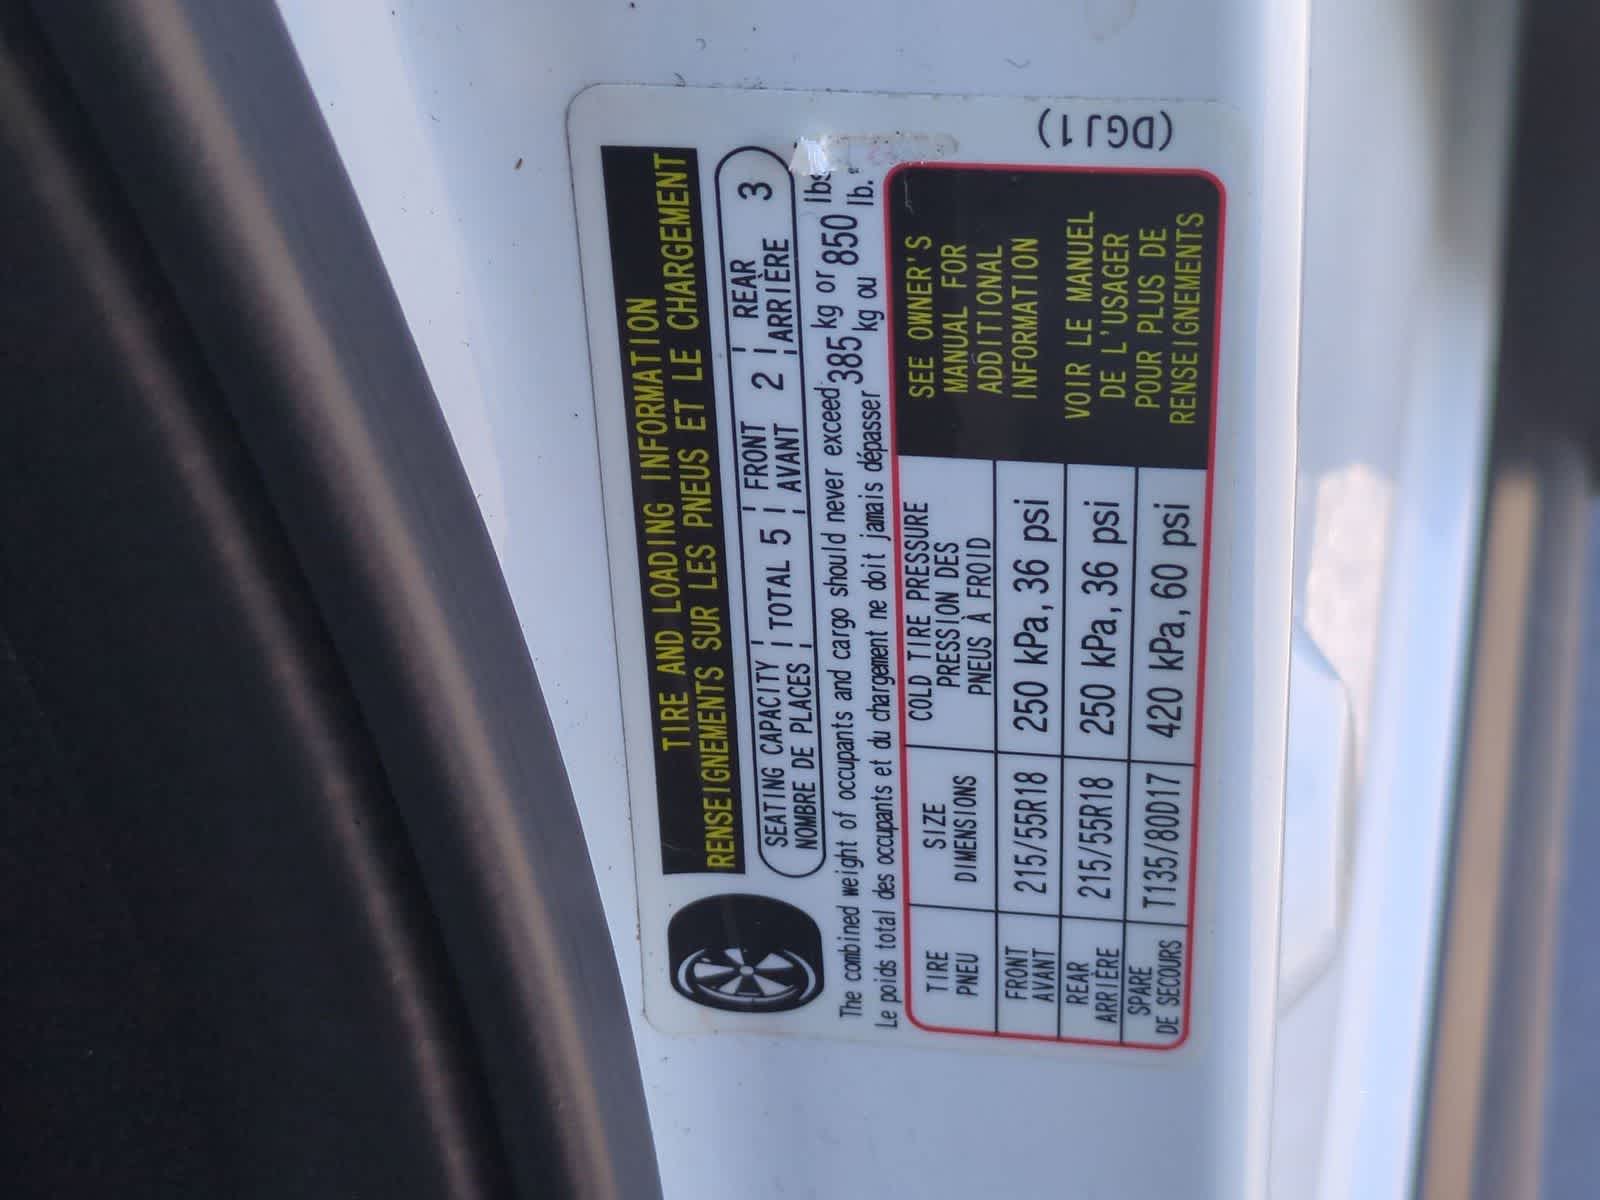 TIRE AND LOADING INFORMATION
RENSEIGNEMENTS SUR LES PNEUS ET LE CHARGEMENT
SEATING CAPACITY TOTAL 5 FRONT 2 REAR 3
NOMBRE DE PLACES AVANT ARRIÈRE
The combined weight of occupants and cargo should never exceed 385 kg or 850 lbs
Le poids total des occupants et du chargement ne doit jamais dépasser 385 kg ou 850 lb.
TIRE SIZE COLD TIRE PRESSURE
PNEU DIMENSIONS PRESSION DES
PNEUS À FROID
FRONT 215/55R18 250 kPa, 36 psi
AVANT
REAR 215/55R18 250 kPa, 36 psi
ARRIÈRE
SPARE T135/80D17 420 kPa, 60 psi
DE SECOURS
SEE OWNER'S
MANUAL FOR
ADDITIONAL
INFORMATION
VOIR LE MANUEL
DE L'USAGER
POUR PLUS DE
RENSEIGNEMENTS
(DGJ1)